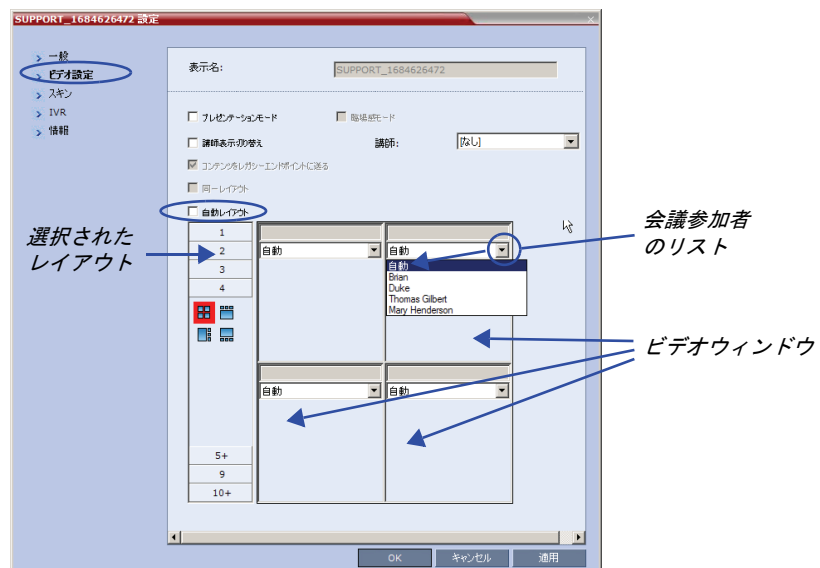 SUPPORT_1684626472 設定
一般
ビデオ設定
スキン
IVR
情報
表示名:
SUPPORT_1684626472
プレゼンテーションモード
臨場感モード
講師表示の切替え
講師:
[なし]
コンテンツをレガシーエンドポイントに送る
同一レイアウト
自動レイアウト
選択された
レイアウト
1
2
3
4
5+
9
10+
自動
自動
自動
Brian
Duke
Thomas Gilbert
Mary Henderson
自動
自動
会議参加者
のリスト
ビデオウィンドウ
OK
キャンセル
適用